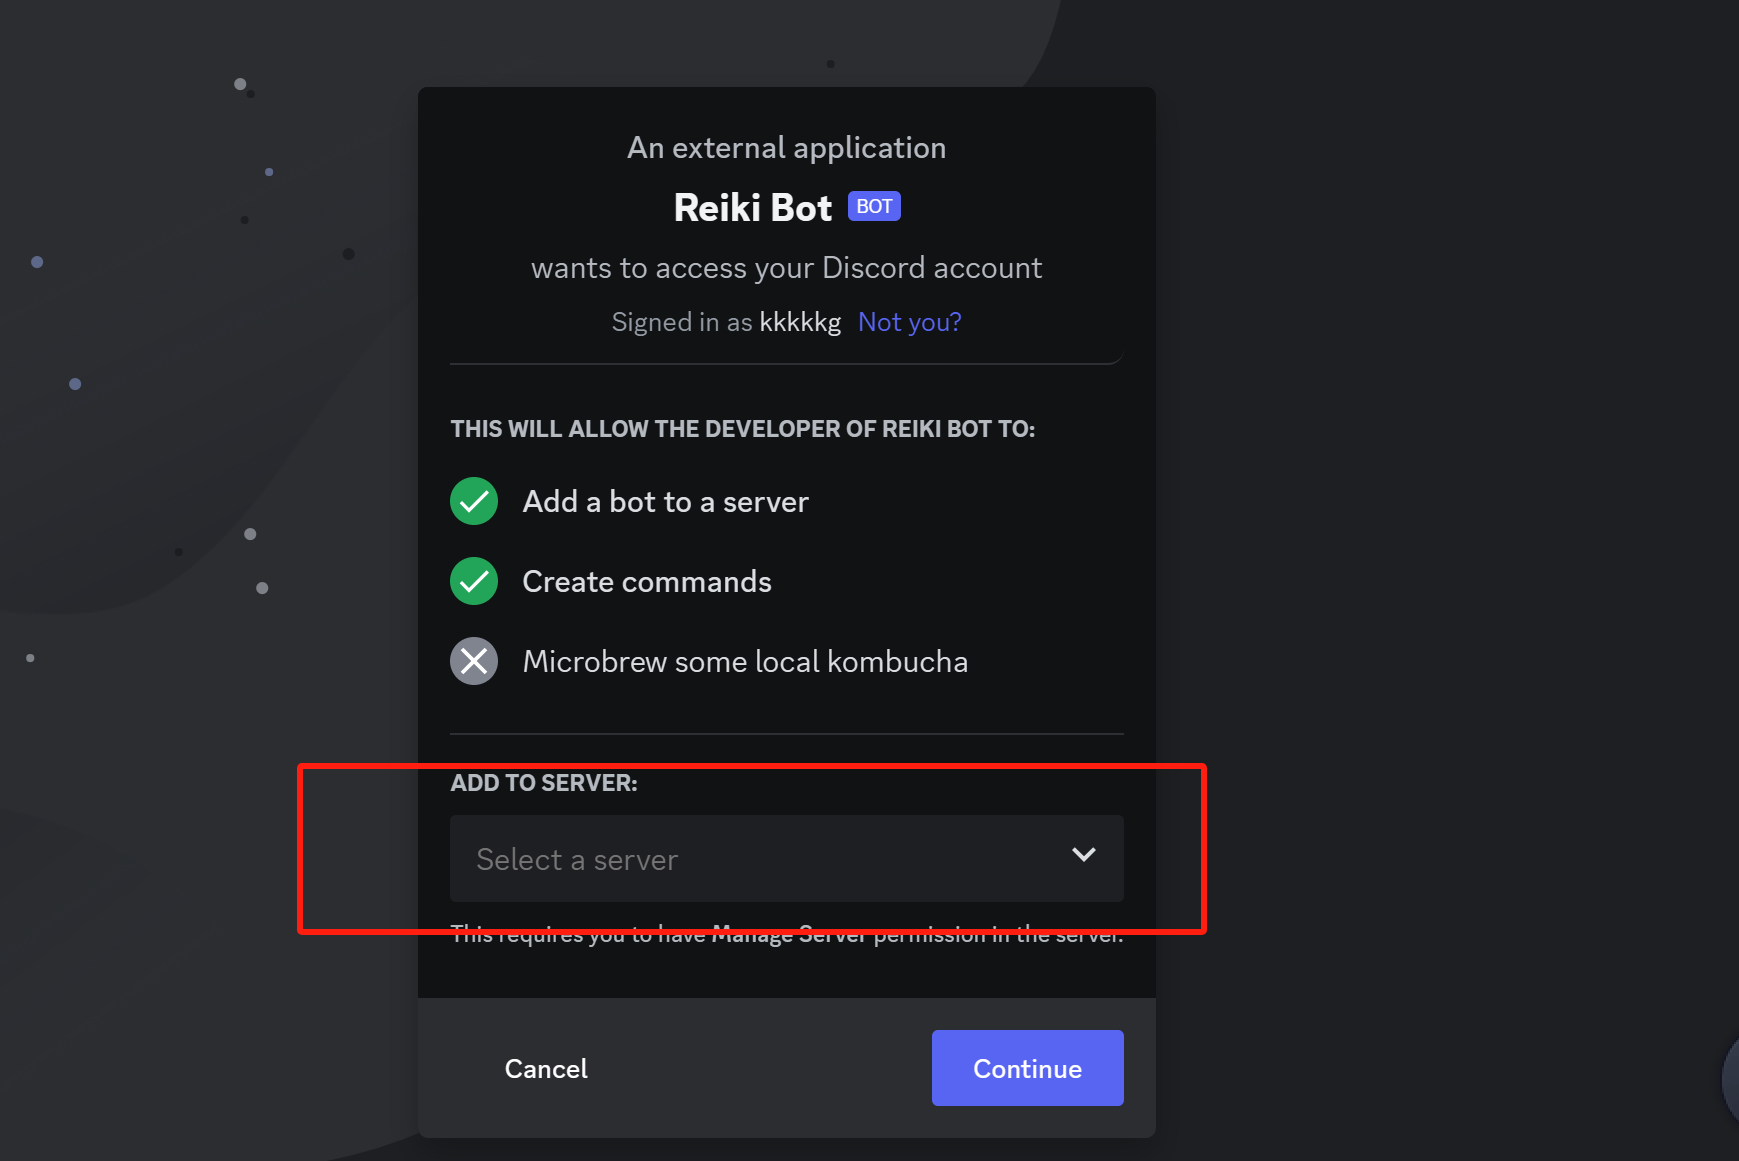 An external application
Reiki Bot BOT
wants to access your Discord account
Signed in as kkkkkg Not you?
THIS WILL ALLOW THE DEVELOPER OF REIKI BOT TO:
Add a bot to a server
Create commands
Microbrew some local kombucha
ADD TO SERVER:
Select a server
This requires you to have Manage Server permission in the server.
Cancel
Continue